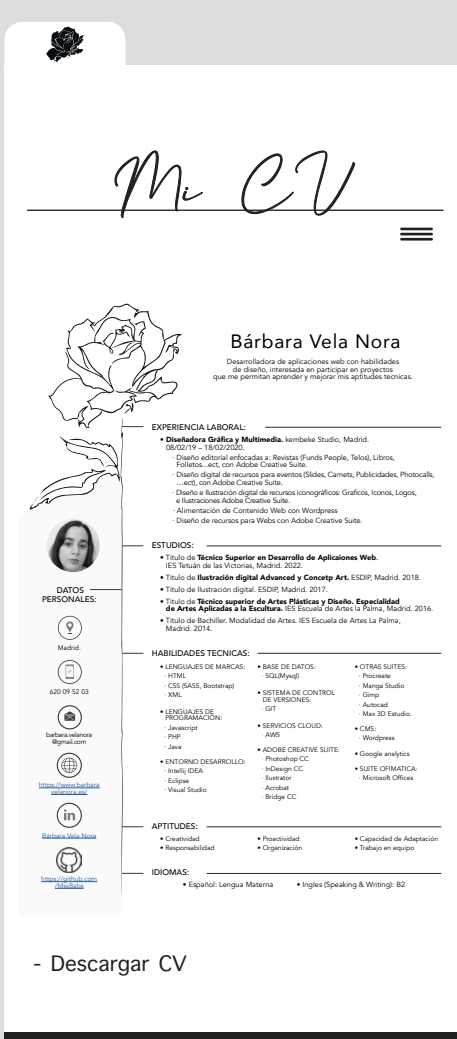 Mi CV
Bárbara Vela Nora
Desarrolladora de aplicaciones web con habilidades
de diseño, interesada en participar en proyectos
que me permitan aprender y mejorar mis aptitudes tecnicas.
EXPERIENCIA LABORAL:
• Diseñadora Gráfica y Multimedia. kembeke Studio, Madrid.
08/02/19 – 18/02/2020.
· Diseño editorial enfocadas a: Revistas (Funds People, Telos), Libros,
Folletos...ect, con Adobe Creative Suite.
· Diseño digital de recursos para eventos (Slides, Carnets, Publicidades, Photocalls,
...ect), con Adobe Creative Suite.
· Diseño e Ilustración digital de recursos iconográficos: Graficos, Iconos, Logos,
e Ilustraciones Adobe Creative Suite.
· Alimentación de Contenido Web con Wordpress
· Diseño de recursos para Webs con Adobe Creative Suite.
ESTUDIOS:
• Titulo de Técnico Superior en Desarrollo de Aplicaiones Web.
IES Tetuán de las Victorias, Madrid. 2022.
• Titulo de Ilustración digital Advanced y Concetp Art. ESDIP, Madrid. 2018.
• Titulo de Ilustración digital. ESDIP, Madrid. 2017.
• Titulo de Técnico superior de Artes Plásticas y Diseño. Especialidad
de Artes Aplicadas a la Escultura. IES Escuela de Artes la Palma, Madrid. 2016.
• Titulo de Bachiller. Modalidad de Artes. IES Escuela de Artes La Palma,
Madrid. 2014.
DATOS
PERSONALES:
Madrid.
620 09 52 03
barbara.velanora
@gmail.com
https://www.barbara
velanora.es/
in
Bárbara Vela Nora
https://github.com
/MissBabs
HABILIDADES TECNICAS:
• LENGUAJES DE MARCAS:
· HTML
· CSS (SASS, Bootstrap)
· XML
• LENGUAJES DE
PROGRAMACIÓN:
· Javascript
· PHP
· Java
• ENTORNO DESARROLLO:
· Intellij IDEA
· Eclipse
· Visual Studio
• BASE DE DATOS:
· SQL(Mysql)
• SISTEMA DE CONTROL
DE VERSIONES:
· GIT
• SERVICIOS CLOUD:
· AWS
• ADOBE CREATIVE SUITE:
· Photoshop CC
· InDesign CC
· Ilustrator
· Acrobat
· Bridge CC
• OTRAS SUITES:
· Procreate
· Manga Studio
· Gimp
· Autocad
· Max 3D Estudio.
• CMS:
· Wordpress
• Google analytics
• SUITE OFIMATICA:
· Microsoft Offices
APTITUDES:
• Creatividad • Proactividad • Capacidad de Adaptación
• Responsabilidad • Organización • Trabajo en equipo
IDIOMAS:
• Español: Lengua Materna • Ingles (Speaking & Writing): B2
- Descargar CV